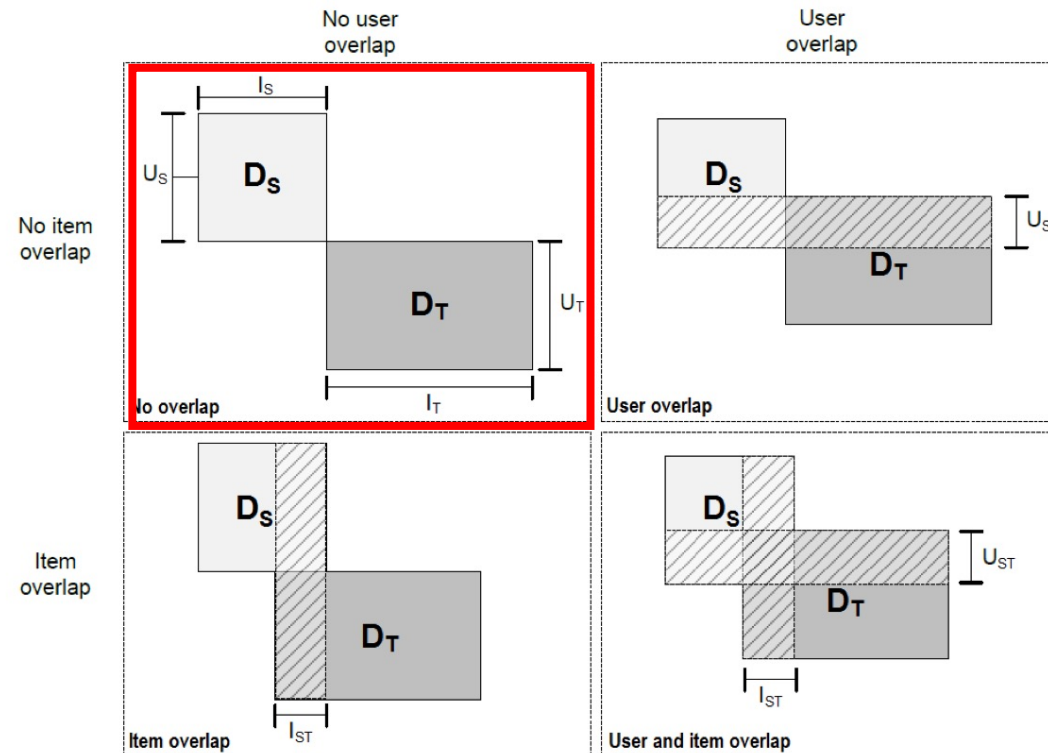 No user
overlap
User
overlap
No item
overlap
Item
overlap
I_S
U_S
D_S
D_T
U_T
I_T
No overlap
D_S
U_S
D_T
User overlap
D_S
D_T
I_ST
Item overlap
D_S
U_ST
D_T
I_ST
User and item overlap